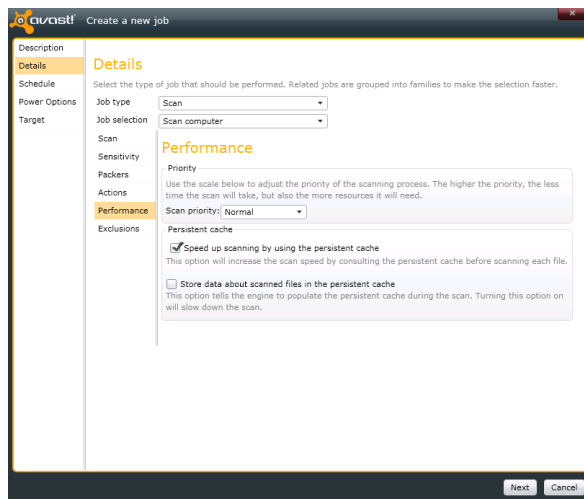 avast! Create a new job
Description
Details
Schedule
Power Options
Target
Details
Select the type of job that should be performed. Related jobs are grouped into families to make the selection faster.
Job type Scan
Job selection Scan computer
Scan
Sensitivity
Packers
Actions
Performance
Exclusions
Performance
Priority
Use the scale below to adjust the priority of the scanning process. The higher the priority, the less
time the scan will take, but also the more resources it will need.
Scan priority: Normal
Persistent cache
Speed up scanning by using the persistent cache
This option will increase the scan speed by consulting the persistent cache before scanning each file.
Store data about scanned files in the persistent cache
This option tells the engine to populate the persistent cache during the scan. Turning this option on
will slow down the scan.
Next Cancel